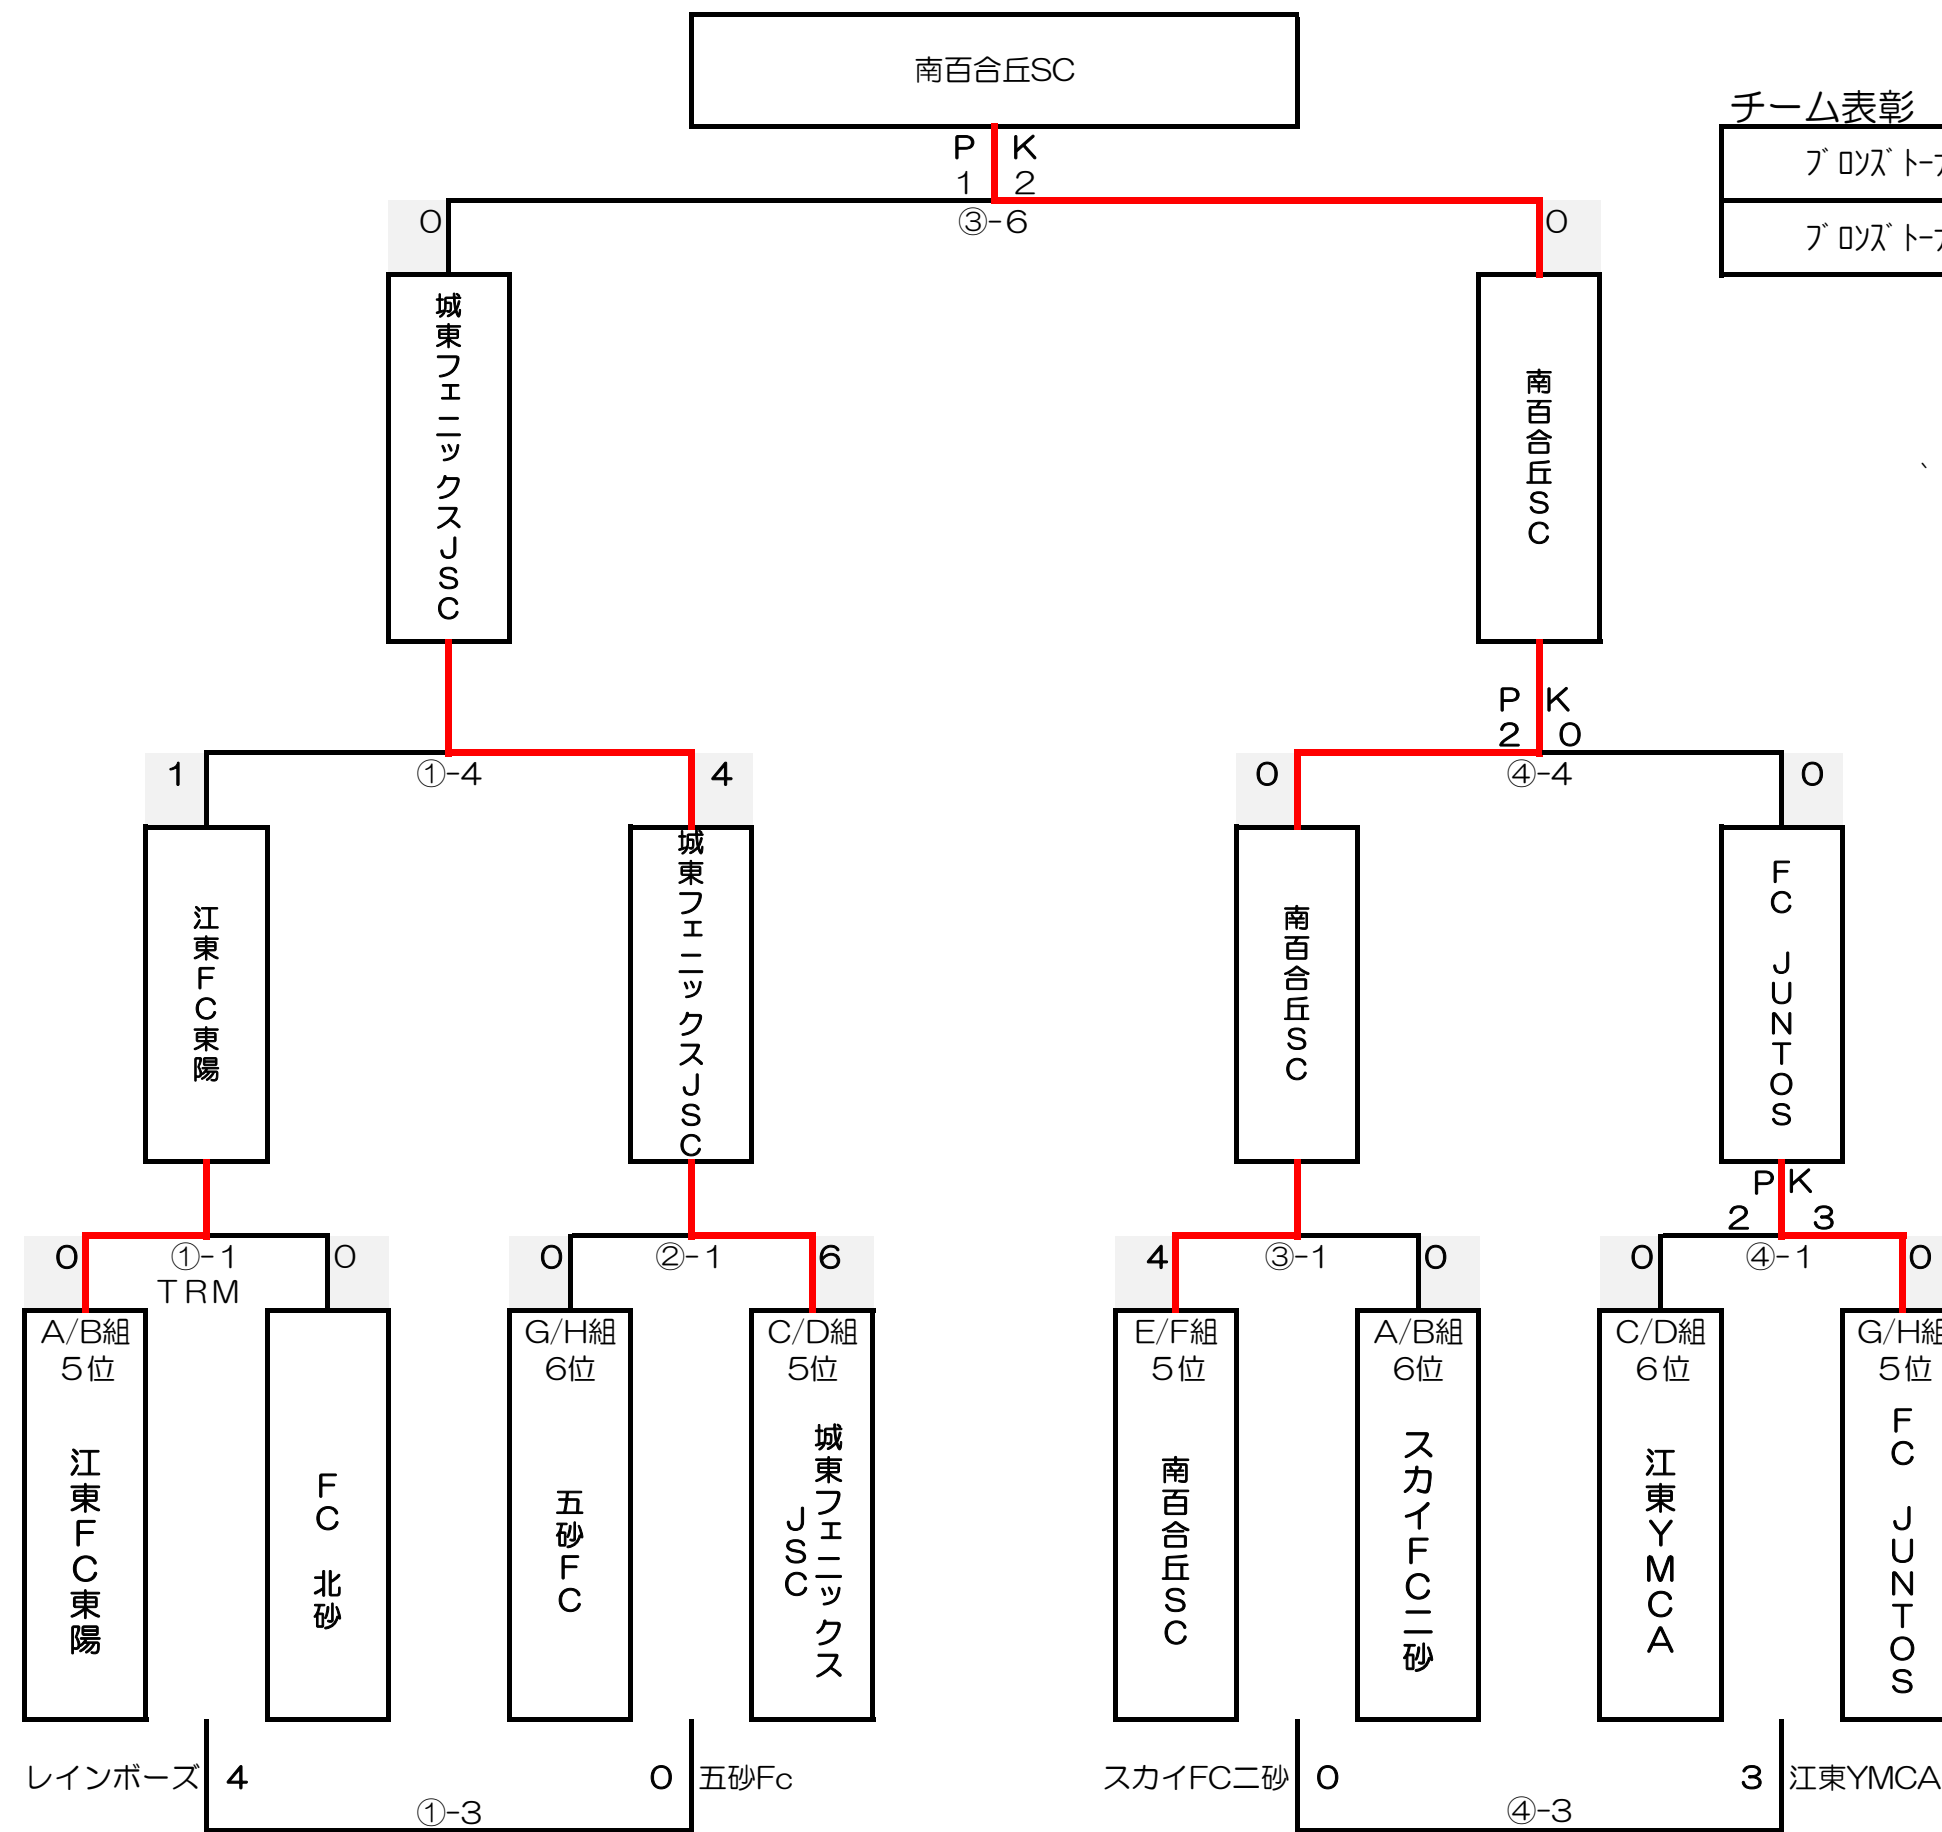 南百合丘SC
チーム表彰
P K
1 2
③-6
0
0
ﾌﾞﾛﾝｽﾞﾄｰﾅ
ﾌﾞﾛﾝｽﾞﾄｰﾅ
城東フェニックスJSC
南百合丘SC
、
P K
2 0
1
①-4
4
0
④-4
0
江東FC東陽
城東フェニックスJSC
南百合丘SC
FC JUNTOS
PK
2 3
0
①-1
0
TRM
0
②-1
6
4
③-1
0
0
④-1
0
A/B組
5位
江東FC東陽
FC 北砂
G/H組
6位
五砂FC
C/D組
5位
城東フェニックス
JSC
E/F組
5位
南百合丘SC
A/B組
6位
スカイFC二砂
C/D組
6位
江東YMCA
G/H組
5位
FC JUNTOS
レインボーズ 4
0 五砂Fc
①-3
スカイFC二砂 0
3 江東YMCA
④-3